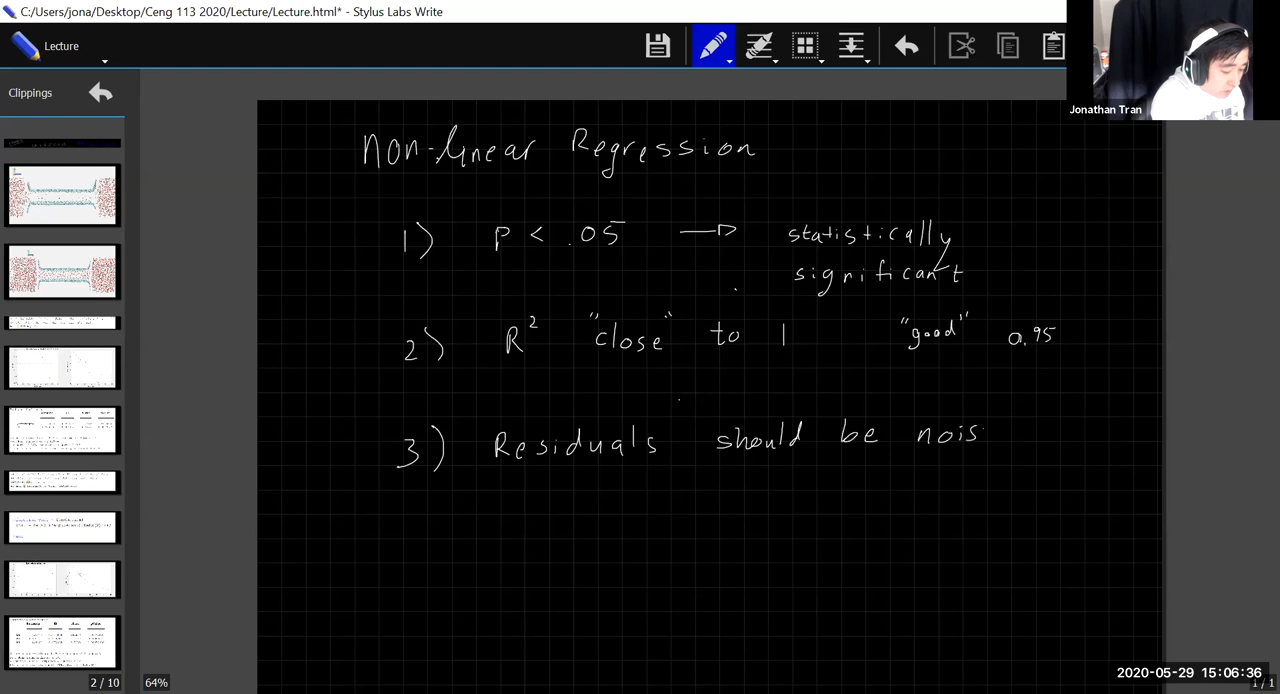 C:/Users/jona/Desktop/Ceng 113 2020/Lecture/Lecture.html* - Stylus Labs Write
Lecture
Clippings
Jonathan Tran
Non-linear Regression
1) P < .05 → statistically
significant
2) R² "close" to 1 "good" 0.95
3) Residuals should be nois
2 / 10
64%
2020-05-29 15:06:36
1 / 1